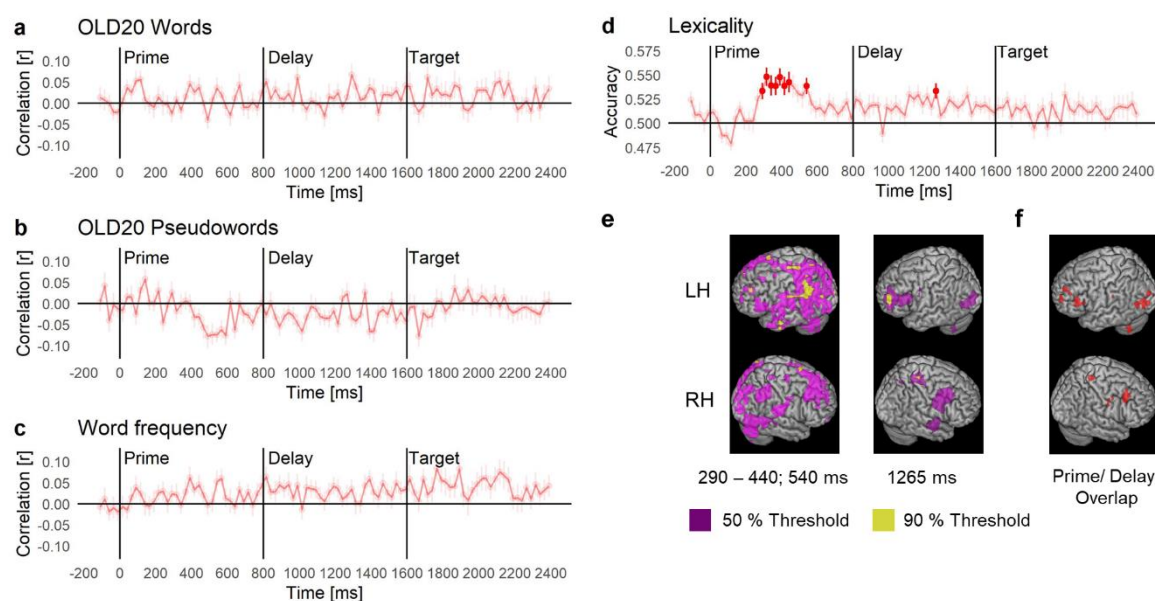 a OLD20 Words
Prime Delay Target
Correlation [r]
0.10
0.05
0.00
-0.05
-0.10
-200 0 200 400 600 800 1000 1200 1400 1600 1800 2000 2200 2400
Time [ms]
b OLD20 Pseudowords
Prime Delay Target
Correlation [r]
0.10
0.05
0.00
-0.05
-0.10
-200 0 200 400 600 800 1000 1200 1400 1600 1800 2000 2200 2400
Time [ms]
c Word frequency
Prime Delay Target
Correlation [r]
0.10
0.05
0.00
-0.05
-0.10
-200 0 200 400 600 800 1000 1200 1400 1600 1800 2000 2200 2400
Time [ms]
d Lexicality
Prime Delay Target
Accuracy
0.575
0.550
0.525
0.500
0.475
-200 0 200 400 600 800 1000 1200 1400 1600 1800 2000 2200 2400
Time [ms]
e f
LH
RH
290 – 440; 540 ms 1265 ms Prime/ Delay
Overlap
50 % Threshold 90 % Threshold